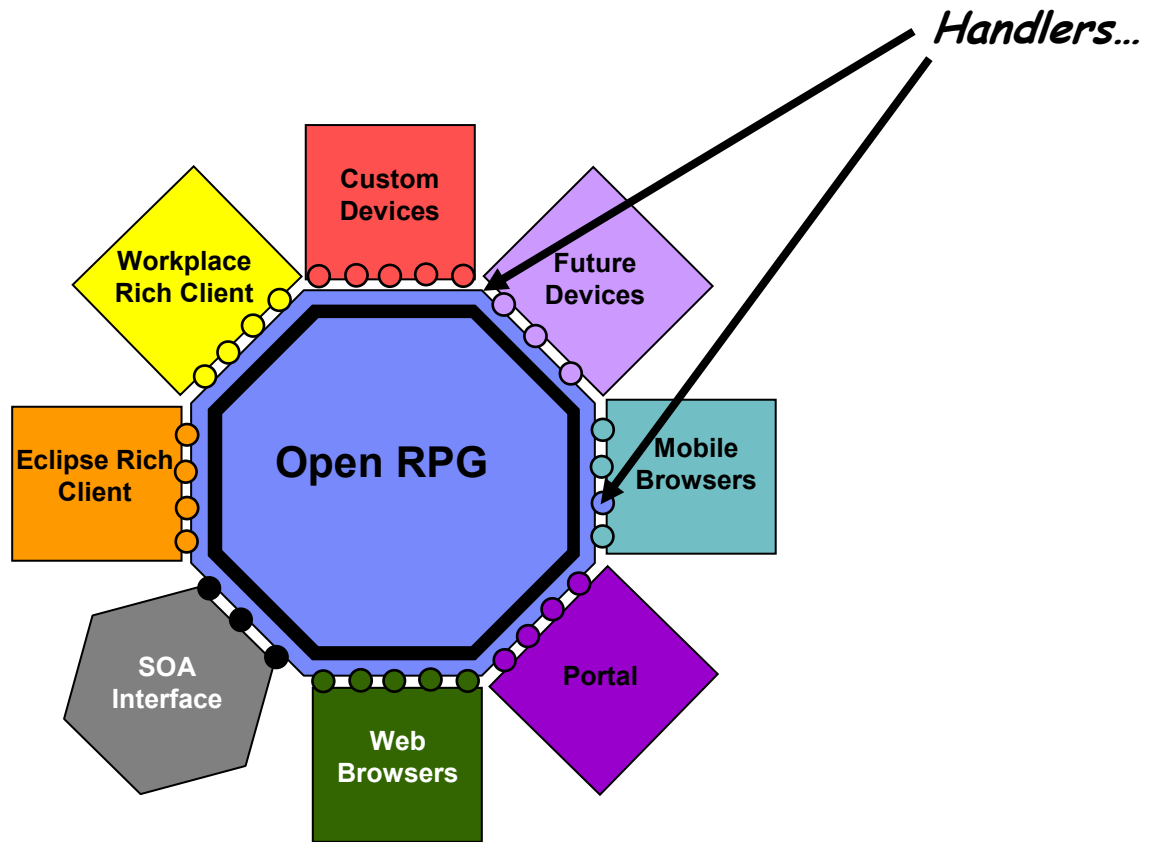 Handlers...
Custom
Devices
Workplace
Rich Client
Future
Devices
Eclipse Rich
Client
Open RPG
Mobile
Browsers
SOA
Interface
Portal
Web
Browsers